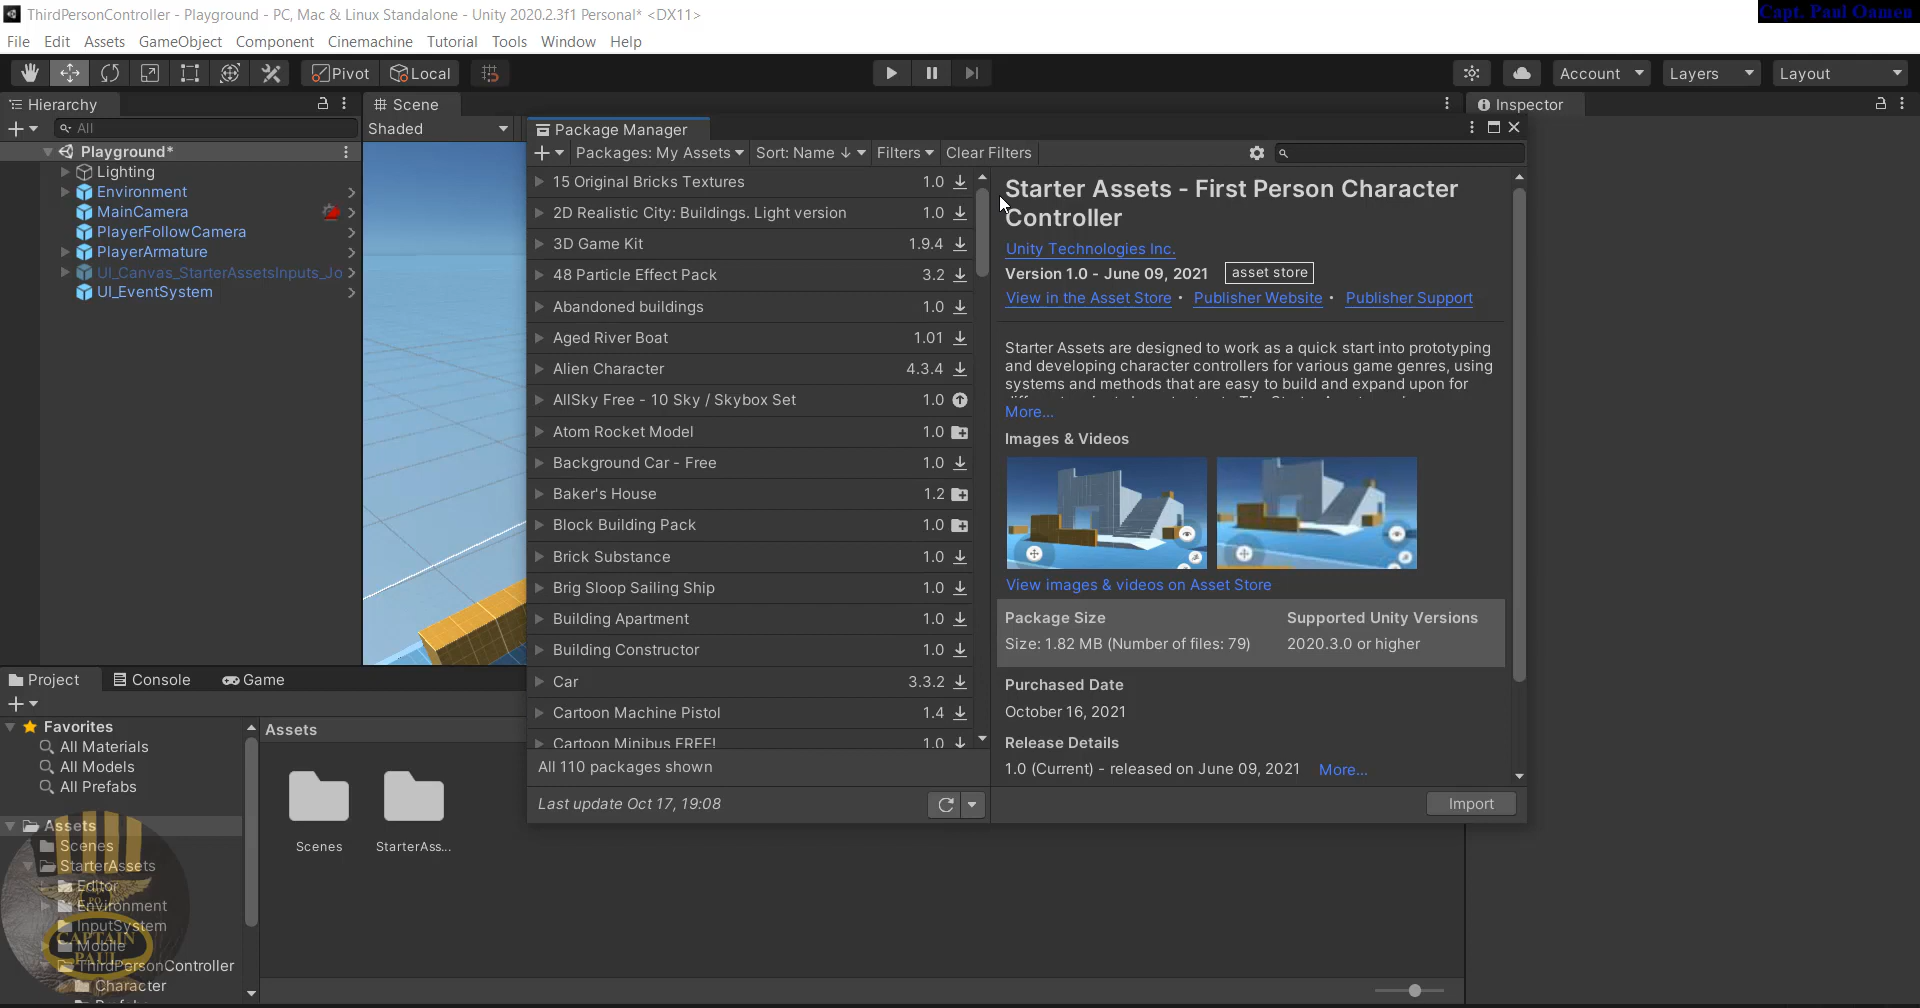 ThirdPersonController - Playground - PC, Mac & Linux Standalone - Unity 2020.2.3f1 Personal* <DX11>
Capt. Paul Oamen
File Edit Assets GameObject Component Cinemachine Tutorial Tools Window Help
Pivot Local
Account Layers Layout
Hierarchy
Scene
Inspector
All
Shaded
Package Manager
Packages: My Assets Sort: Name ↓ Filters Clear Filters
Playground*
Lighting
Environment
MainCamera
PlayerFollowCamera
PlayerArmature
UI_Canvas_StarterAssetsInputs_Jo
UI_EventSystem
15 Original Bricks Textures 1.0
2D Realistic City: Buildings. Light version 1.0
3D Game Kit 1.9.4
48 Particle Effect Pack 3.2
Abandoned buildings 1.0
Aged River Boat 1.01
Alien Character 4.3.4
AllSky Free - 10 Sky / Skybox Set 1.0
Atom Rocket Model 1.0
Background Car - Free 1.0
Baker's House 1.2
Block Building Pack 1.0
Brick Substance 1.0
Brig Sloop Sailing Ship 1.0
Building Apartment 1.0
Building Constructor 1.0
Car 3.3.2
Cartoon Machine Pistol 1.4
Cartoon Minibus FREE! 1.0
All 110 packages shown
Last update Oct 17, 19:08
Starter Assets - First Person Character
Controller
Unity Technologies Inc.
Version 1.0 - June 09, 2021 asset store
View in the Asset Store • Publisher Website • Publisher Support
Starter Assets are designed to work as a quick start into prototyping
and developing character controllers for various game genres, using
systems and methods that are easy to build and expand upon for
More...
Images & Videos
View images & videos on Asset Store
Package Size Supported Unity Versions
Size: 1.82 MB (Number of files: 79) 2020.3.0 or higher
Purchased Date
October 16, 2021
Release Details
1.0 (Current) - released on June 09, 2021 More...
Import
Project Console Game
Favorites
All Materials
All Models
All Prefabs
Assets
Scenes
StarterAssets
Editor
Environment
InputSystem
Mobile
ThirdPersonController
Character
Assets
Scenes StarterAss...
CAPTAIN
PAUL